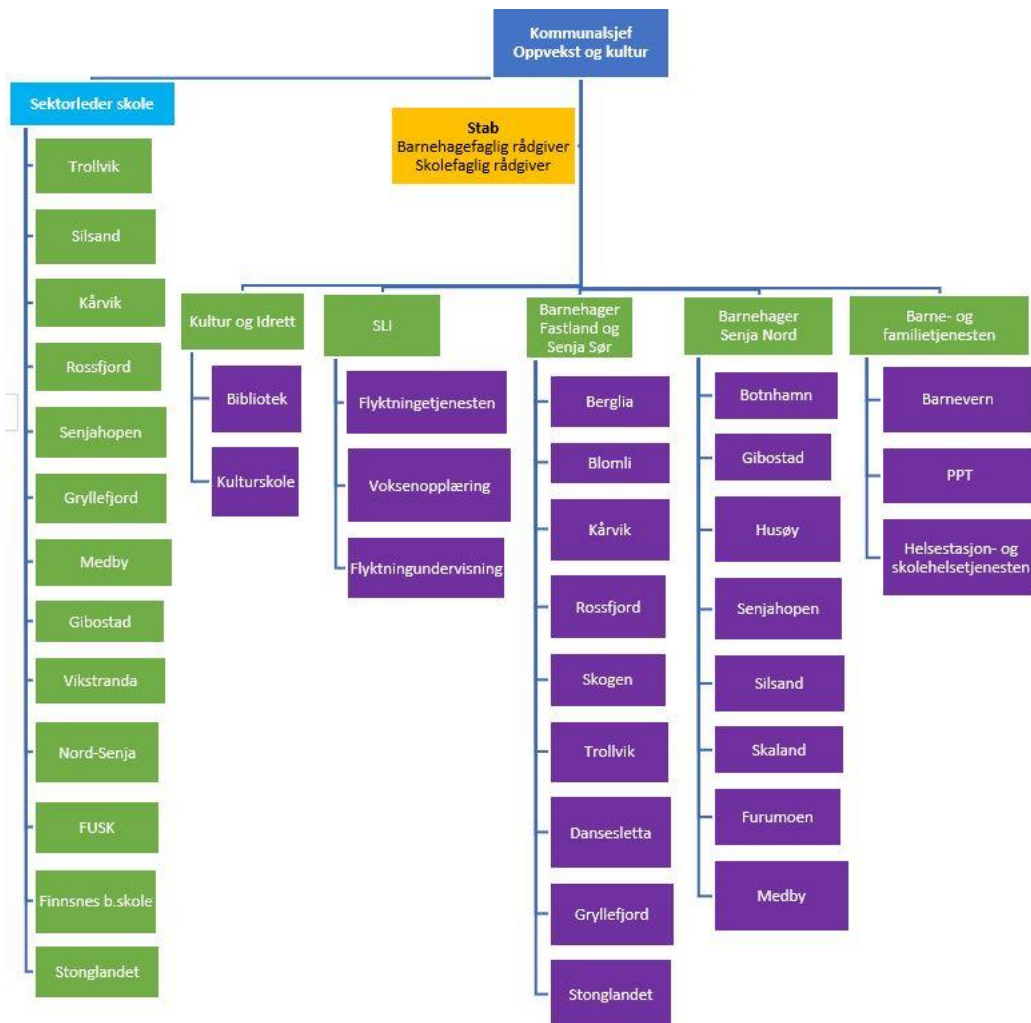 Kommunalsjef
Oppvekst og kultur
Sektorleder skole
Stab
Barnehagefaglig rådgiver
Skolefaglig rådgiver
Trollvik
Silsand
Kårvik
Rossfjord
Senjahopen
Gryllefjord
Medby
Gibostad
Vikstranda
Nord-Senja
FUSK
Finnsnes b.skole
Stonglandet
Kultur og Idrett
Bibliotek
Kulturskole
SLI
Flyktningetjenesten
Voksenopplæring
Flyktningundervisning
Barnehager
Fastland og
Senja Sør
Berglia
Blomli
Kårvik
Rossfjord
Skogen
Trollvik
Dansesletta
Gryllefjord
Stonglandet
Barnehager
Senja Nord
Botnhamn
Gibostad
Husøy
Senjahopen
Silsand
Skaland
Furumoen
Medby
Barne- og
familietjenesten
Barnevern
PPT
Helsestasjon- og
skolehelsetjenesten